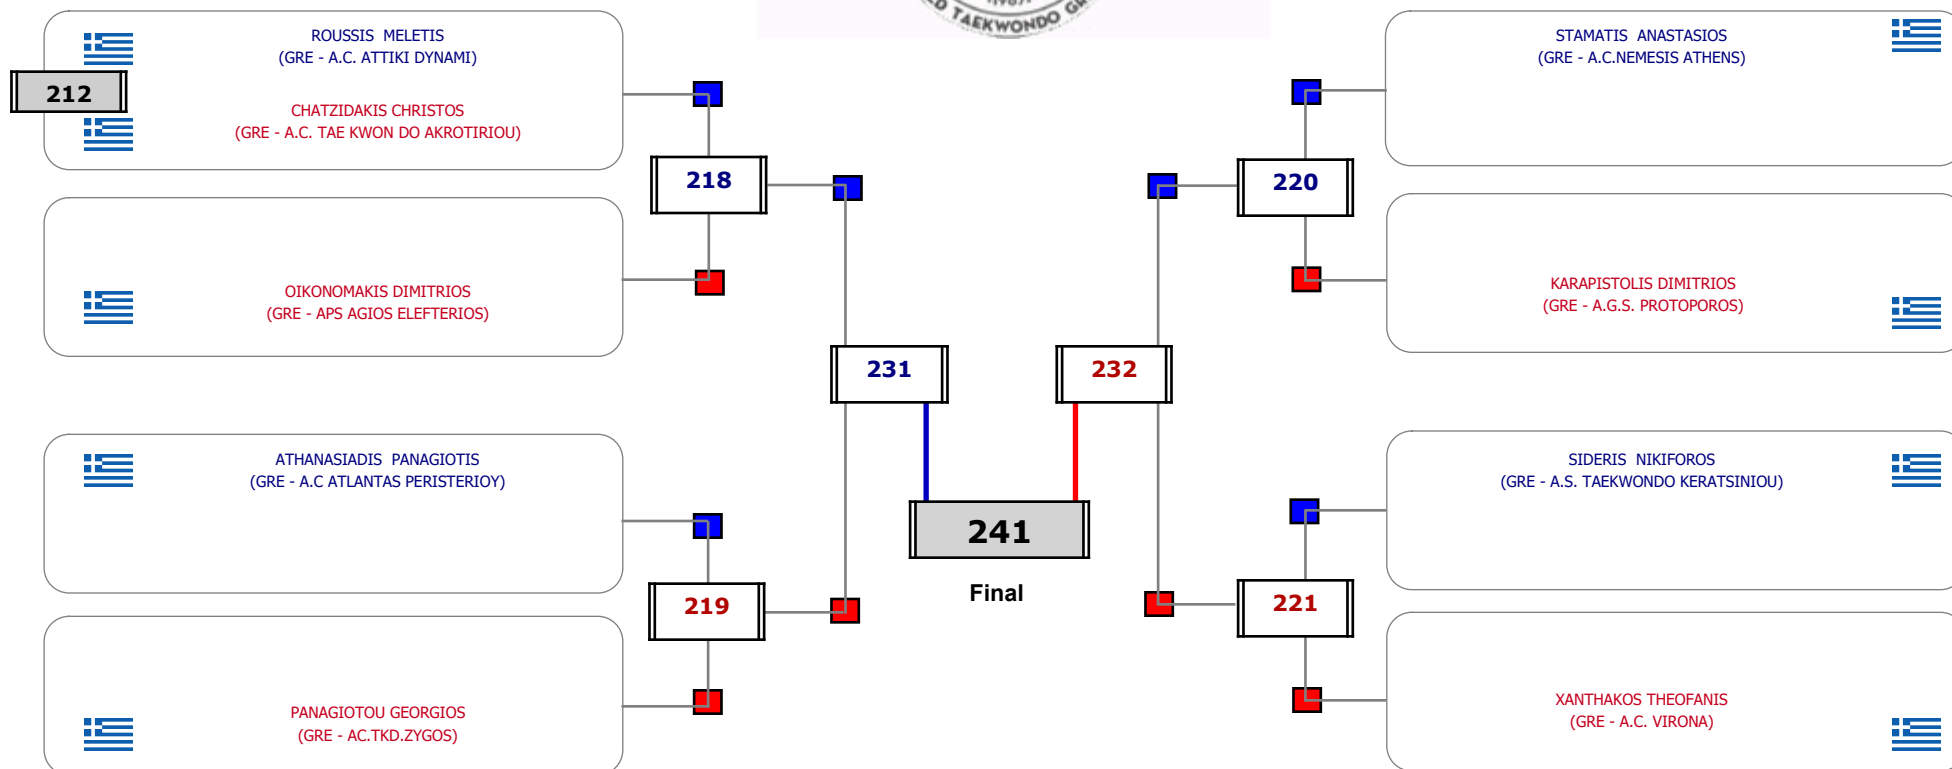 TAEKWONDO
ROUSSIS MELETIS
(GRE - A.C. ATTIKI DYNAMI)
212
CHATZIDAKIS CHRISTOS
(GRE - A.C. TAE KWON DO AKROTIRIOU)
218
OIKONOMAKIS DIMITRIOS
(GRE - APS AGIOS ELEFTERIOS)
231
ATHANASIADIS PANAGIOTIS
(GRE - A.C ATLANTAS PERISTERIOY)
219
PANAGIOTOU GEORGIOS
(GRE - AC.TKD.ZYGOS)
241
Final
STAMATIS ANASTASIOS
(GRE - A.C.NEMESIS ATHENS)
220
KARAPISTOLIS DIMITRIOS
(GRE - A.G.S. PROTOPOROS)
232
SIDERIS NIKIFOROS
(GRE - A.S. TAEKWONDO KERATSINIOU)
221
XANTHAKOS THEOFANIS
(GRE - A.C. VIRONA)